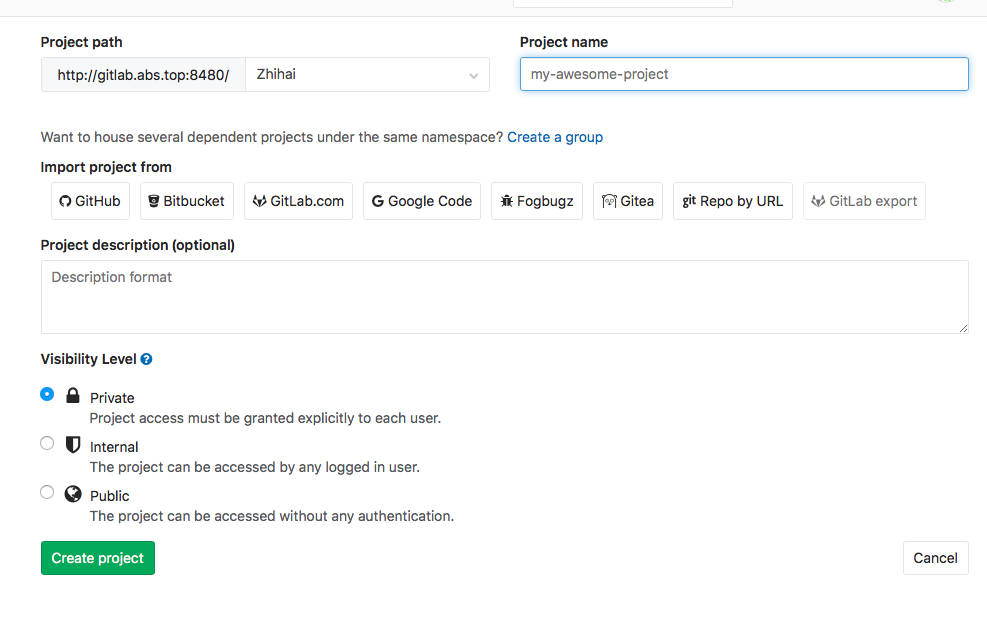 Project path Project name
http://gitlab.abs.top:8480/ Zhihai my-awesome-project
Want to house several dependent projects under the same namespace? Create a group
Import project from
GitHub Bitbucket GitLab.com Google Code Fogbugz Gitea git Repo by URL GitLab export
Project description (optional)
Description format
Visibility Level ?
Private
Project access must be granted explicitly to each user.
Internal
The project can be accessed by any logged in user.
Public
The project can be accessed without any authentication.
Create project Cancel